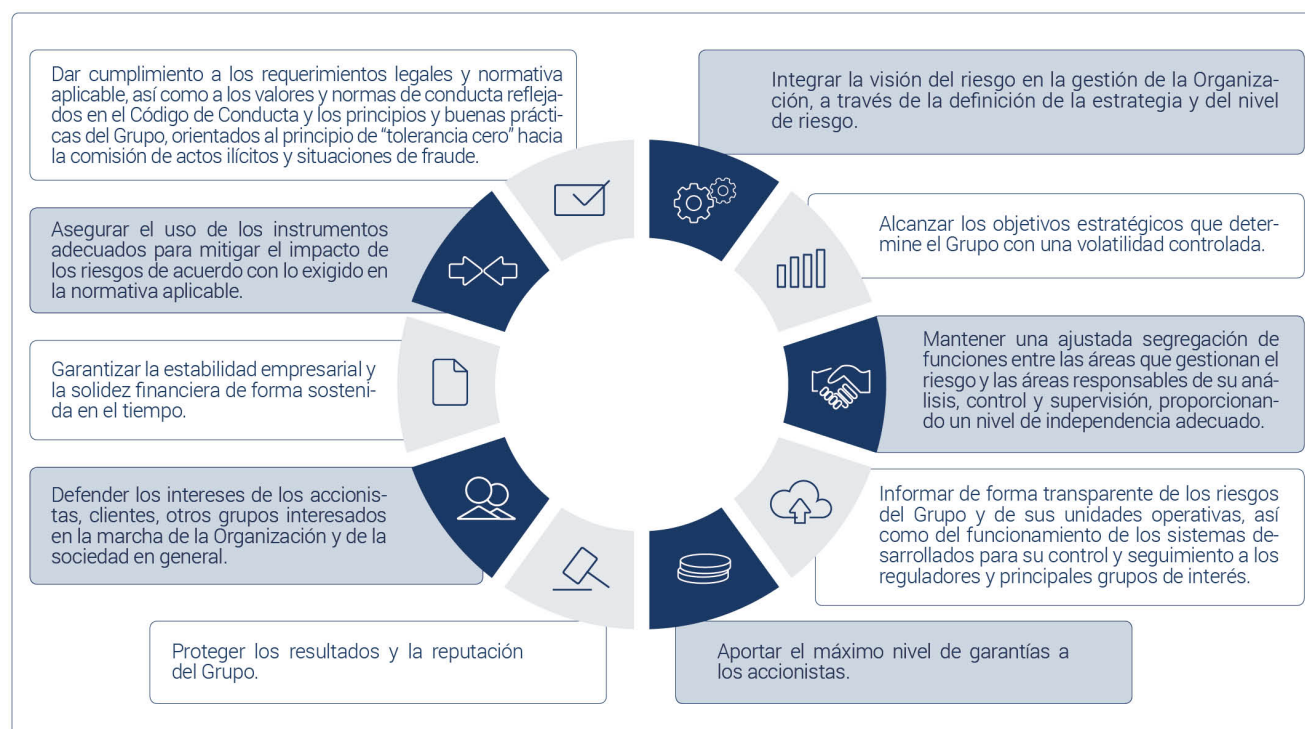 Dar cumplimiento a los requerimientos legales y normativa
aplicable, así como a los valores y normas de conducta refleja-
dos en el Código de Conducta y los principios y buenas prácti-
cas del Grupo, orientados al principio de “tolerancia cero” hacia
la comisión de actos ilícitos y situaciones de fraude.
Asegurar el uso de los instrumentos
adecuados para mitigar el impacto de
los riesgos de acuerdo con lo exigido en
la normativa aplicable.
Garantizar la estabilidad empresarial y
la solidez financiera de forma sosteni-
da en el tiempo.
Defender los intereses de los accionis-
tas, clientes, otros grupos interesados
en la marcha de la Organización y de la
sociedad en general.
Proteger los resultados y la reputación
del Grupo.
Integrar la visión del riesgo en la gestión de la Organiza-
ción, a través de la definición de la estrategia y del nivel
de riesgo.
Alcanzar los objetivos estratégicos que deter-
mine el Grupo con una volatilidad controlada.
Mantener una ajustada segregación de
funciones entre las áreas que gestionan el
riesgo y las áreas responsables de su aná-
lisis, control y supervisión, proporcionan-
do un nivel de independencia adecuado.
Informar de forma transparente de los riesgos
del Grupo y de sus unidades operativas, así
como del funcionamiento de los sistemas de-
sarrollados para su control y seguimiento a los
reguladores y principales grupos de interés.
Aportar el máximo nivel de garantías a
los accionistas.